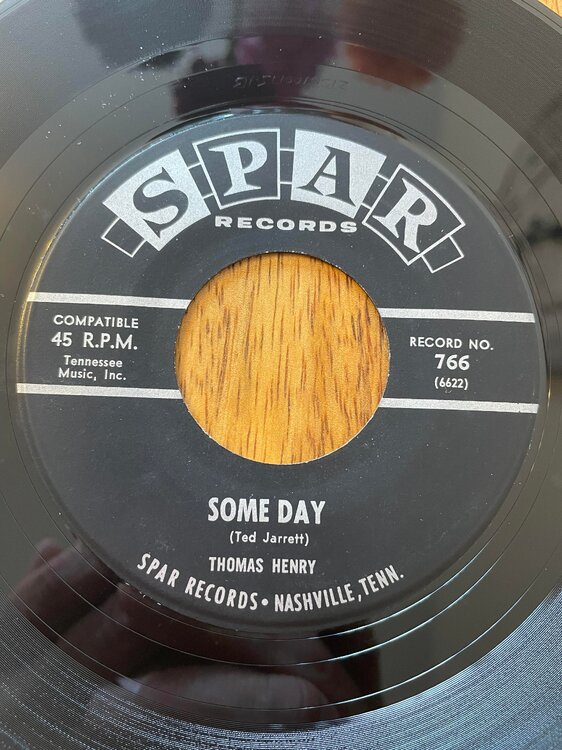 SPAR
RECORDS
COMPATIBLE
45 R.P.M.
Tennessee
Music, Inc.
RECORD NO.
766
(6622)
SOME DAY
(Ted Jarrett)
THOMAS HENRY
SPAR RECORDS • NASHVILLE, TENN.